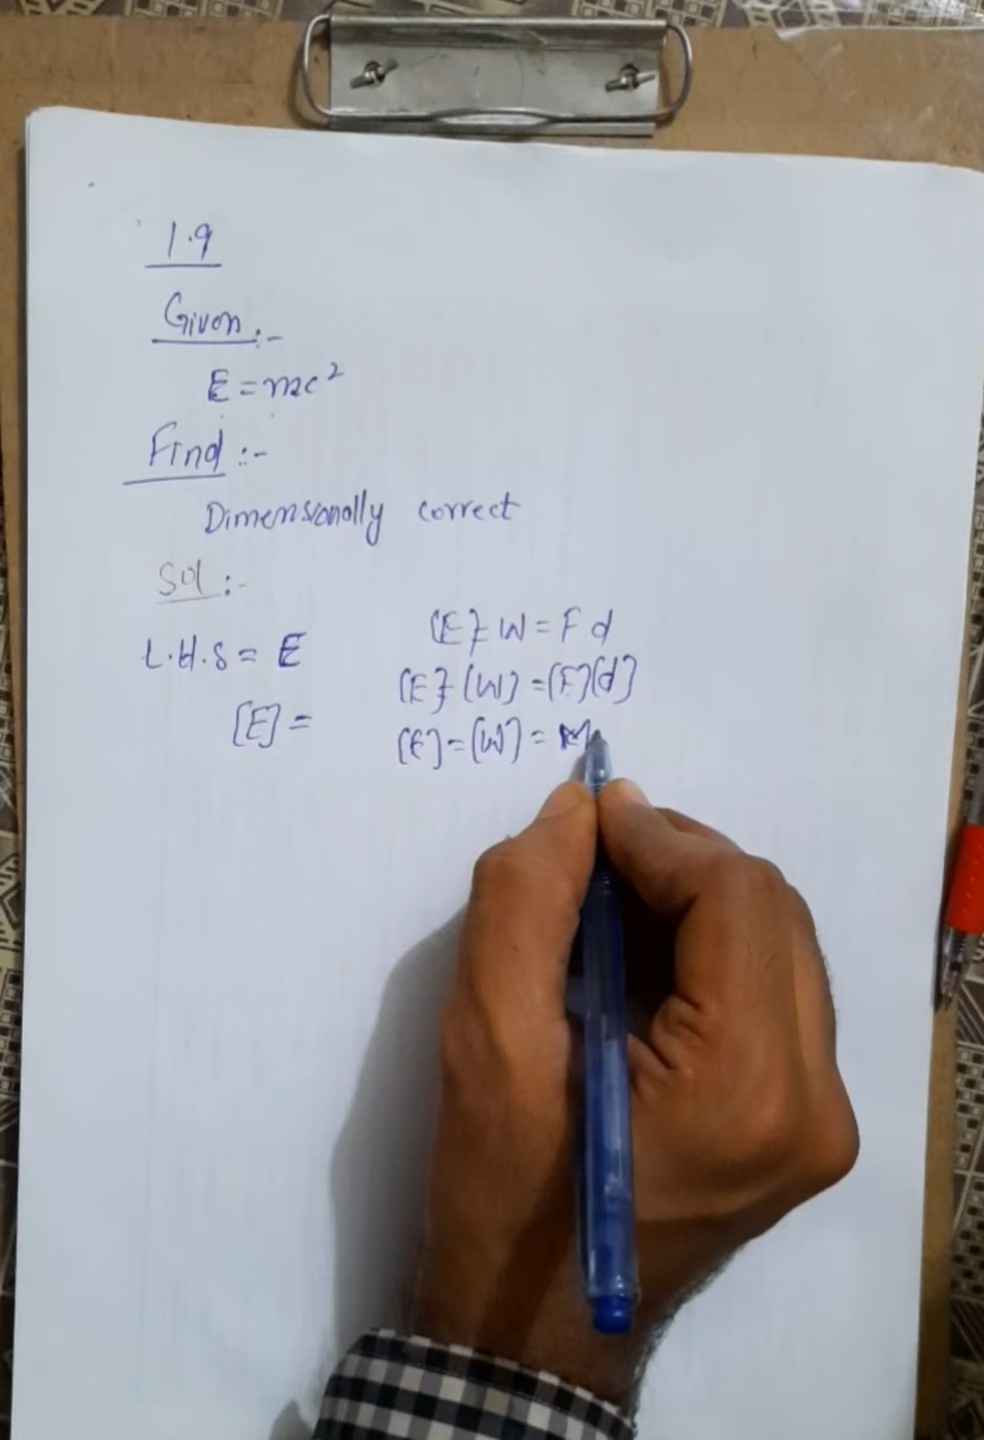 1.9
Given :-
E = mc²
Find :-
Dimensionally correct
Sol :-
L.H.S = E
[E] =
[E] = W = F d
[E] = [W] = [F][d]
[E] = [W] = M